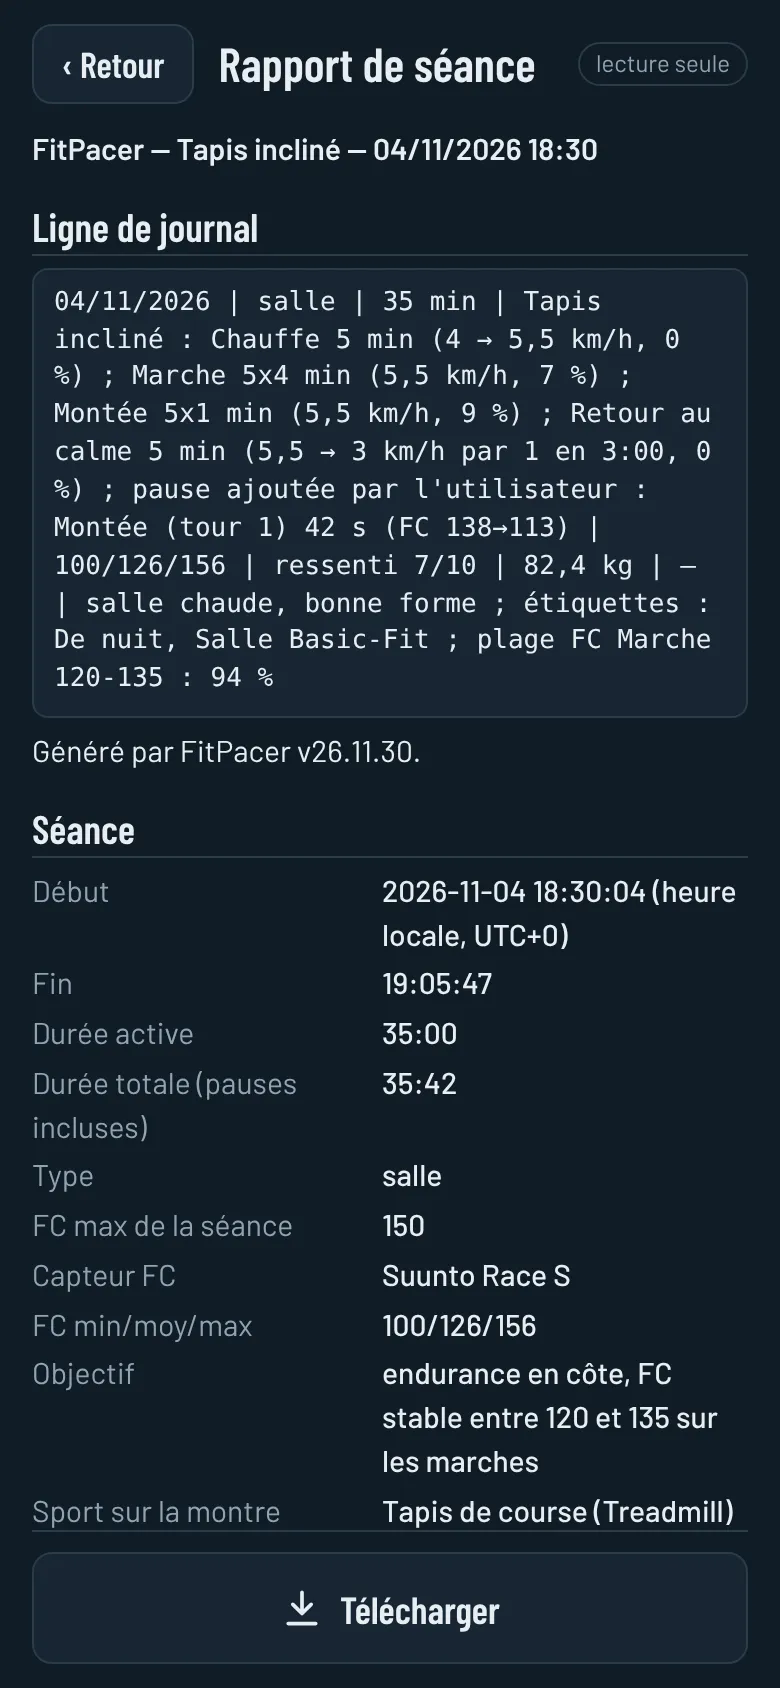 ‹ Retour
Rapport de séance
lecture seule
FitPacer — Tapis incliné — 04/11/2026 18:30
Ligne de journal
04/11/2026 | salle | 35 min | Tapis
incliné : Chauffe 5 min (4 → 5,5 km/h, 0
%) ; Marche 5x4 min (5,5 km/h, 7 %) ;
Montée 5x1 min (5,5 km/h, 9 %) ; Retour au
calme 5 min (5,5 → 3 km/h par 1 en 3:00, 0
%) ; pause ajoutée par l'utilisateur :
Montée (tour 1) 42 s (FC 138→113) |
100/126/156 | ressenti 7/10 | 82,4 kg | —
| salle chaude, bonne forme ; étiquettes :
De nuit, Salle Basic-Fit ; plage FC Marche
120-135 : 94 %
Généré par FitPacer v26.11.30.
Séance
Début
2026-11-04 18:30:04 (heure
locale, UTC+0)
Fin
19:05:47
Durée active
35:00
Durée totale (pauses
incluses)
35:42
Type
salle
FC max de la séance
150
Capteur FC
Suunto Race S
FC min/moy/max
100/126/156
Objectif
endurance en côte, FC
stable entre 120 et 135 sur
les marches
Sport sur la montre
Tapis de course (Treadmill)
Télécharger